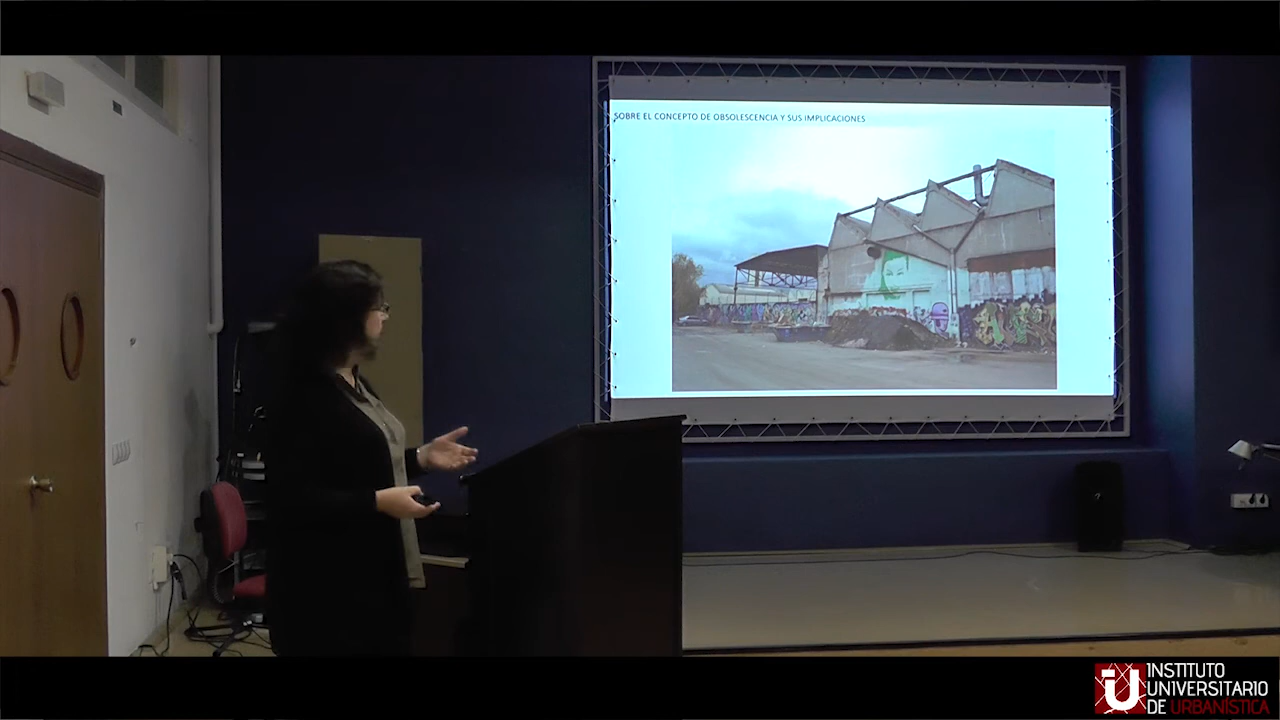 SOBRE EL CONCEPTO DE OBSOLESCENCIA Y SUS IMPLICACIONES
INSTITUTO
UNIVERSITARIO
DE URBANÍSTICA